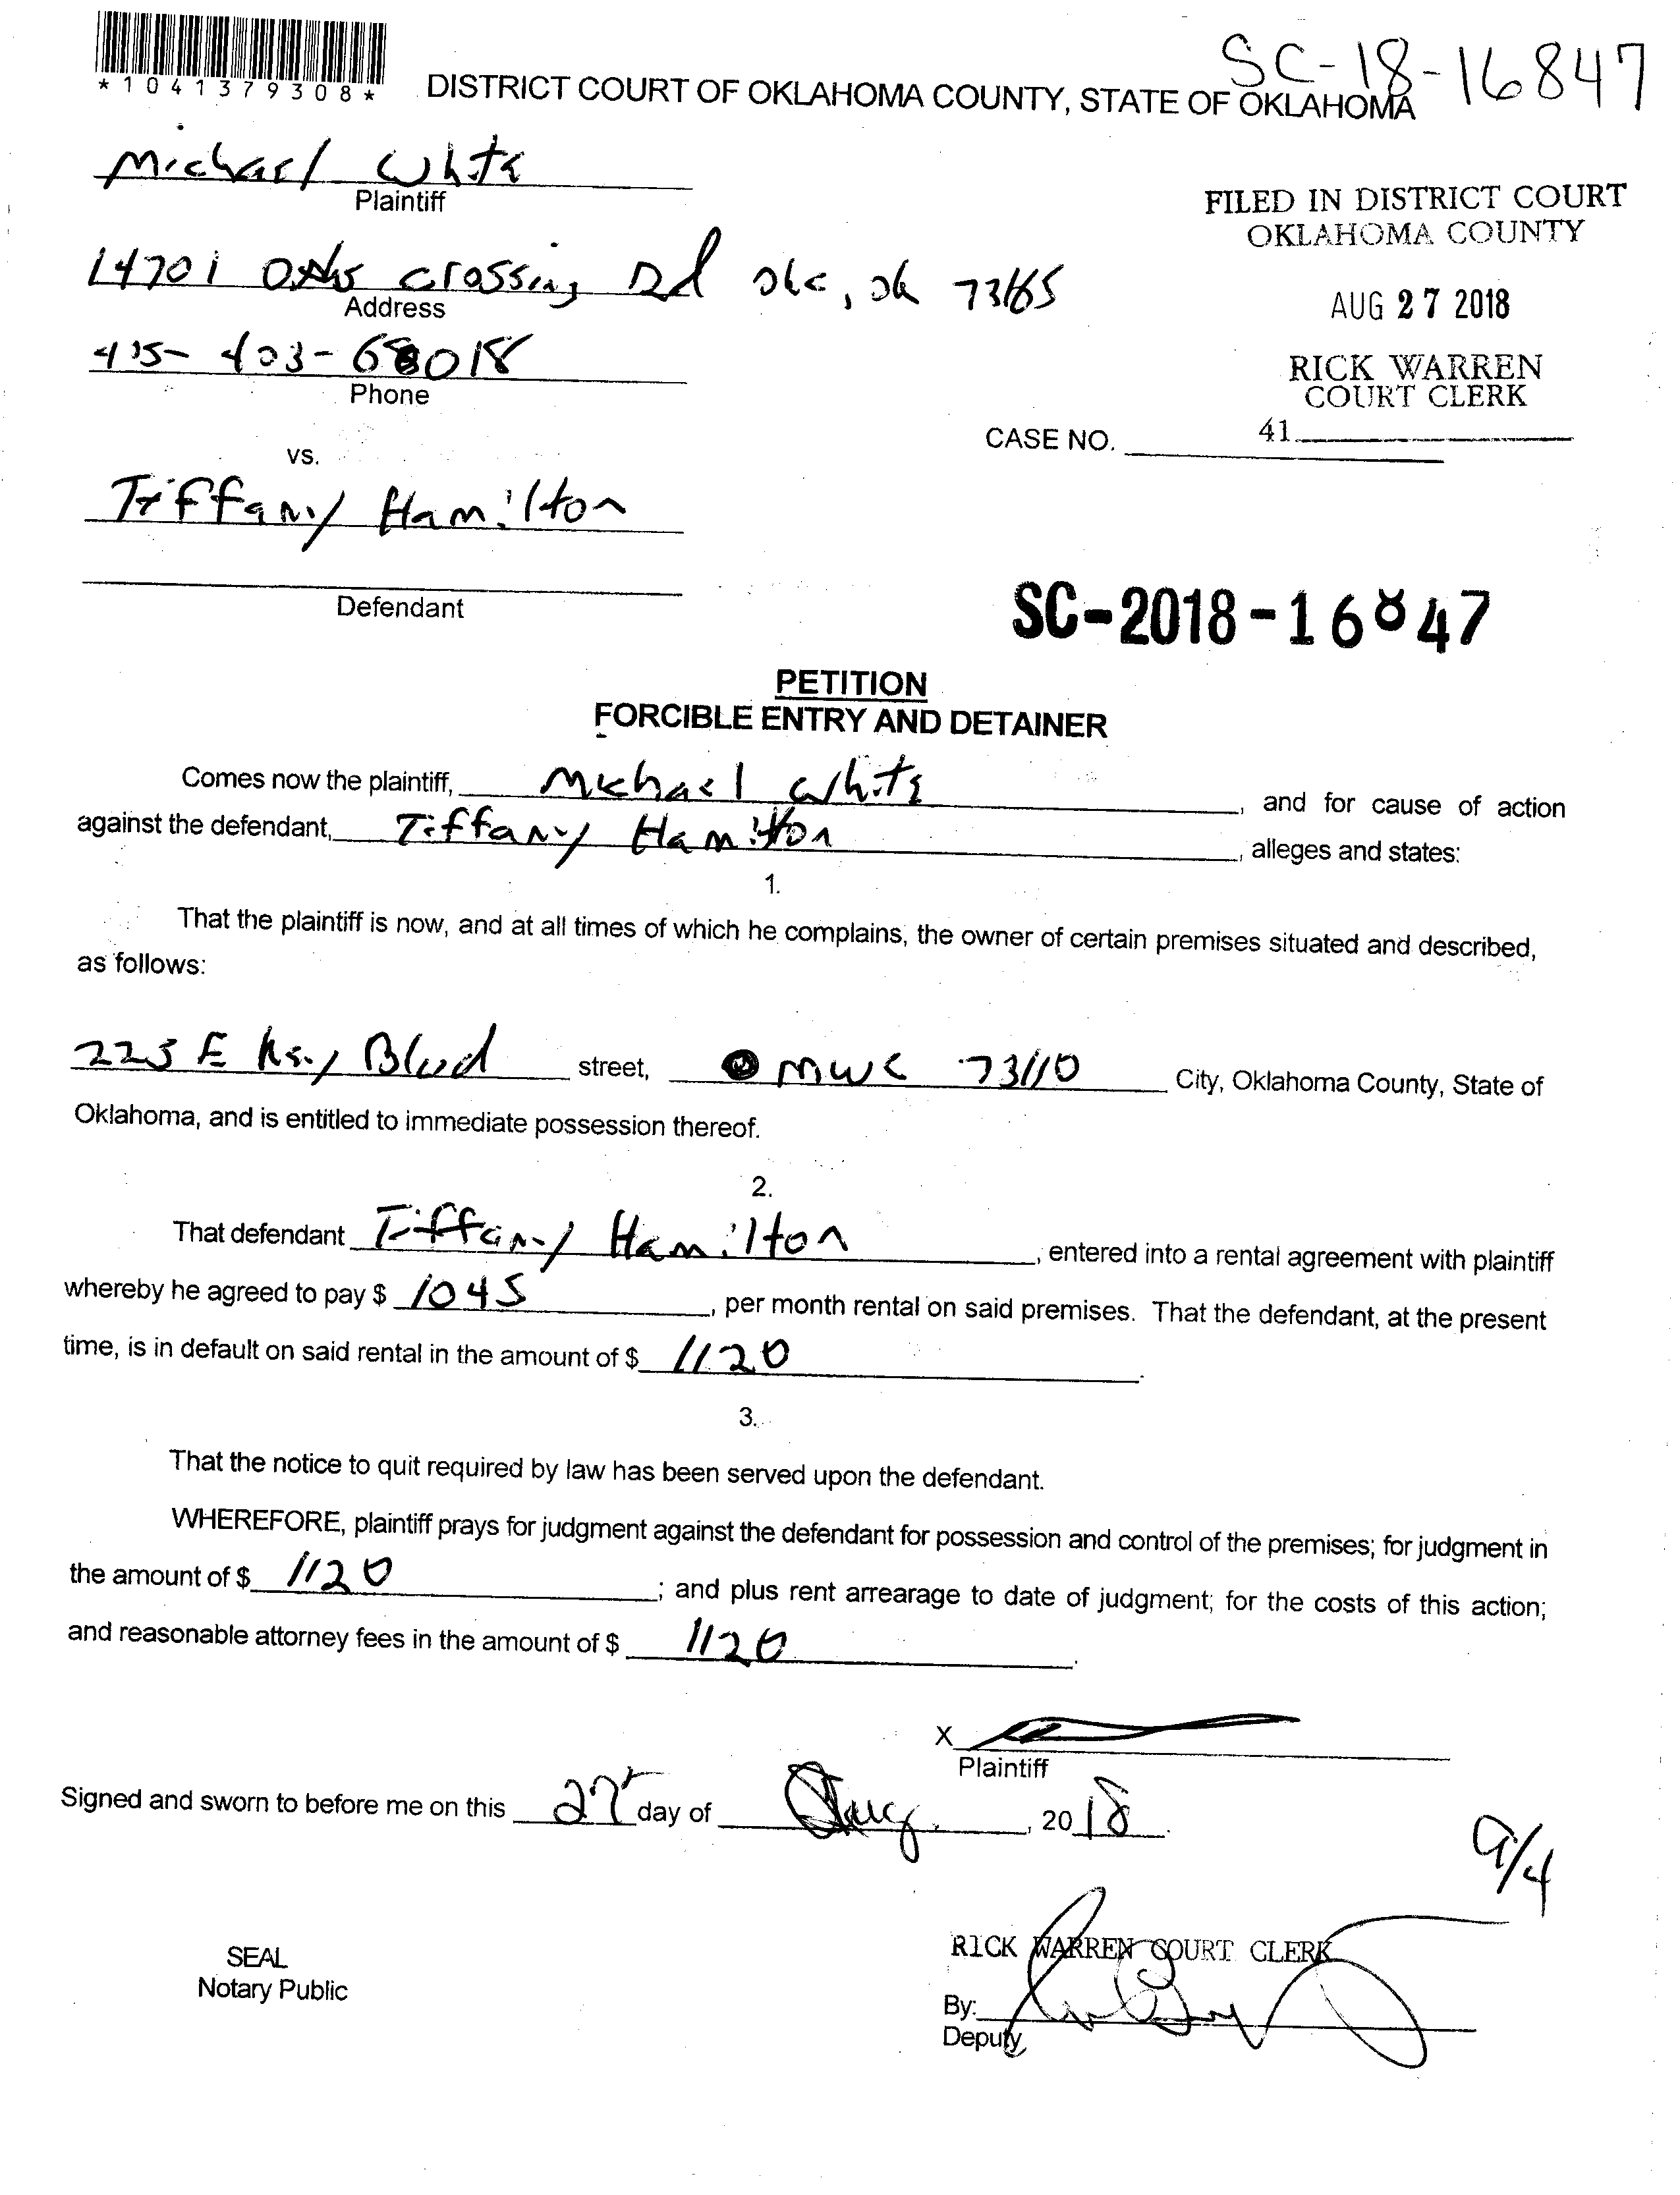 SC-18-16847
*1041379308*
DISTRICT COURT OF OKLAHOMA COUNTY, STATE OF OKLAHOMA
Michael White
Plaintiff
FILED IN DISTRICT COURT
OKLAHOMA COUNTY
14701 Crossing Rd okc, ok 73165
Address
AUG 27 2018
405-403-
Phone
RICK WARREN
COURT CLERK
CASE NO. 41
vs.
Tiffany Hamilton
Defendant
SC-2018-16847
PETITION
FORCIBLE ENTRY AND DETAINER
Comes now the plaintiff, Michael White, and for cause of action
against the defendant, Tiffany Hamilton, alleges and states:
1.
That the plaintiff is now, and at all times of which he complains, the owner of certain premises situated and described,
as follows:
225 E Blvd street, MWC 73110 City, Oklahoma County, State of
Oklahoma, and is entitled to immediate possession thereof.
2.
That defendant Tiffany Hamilton, entered into a rental agreement with plaintiff
whereby he agreed to pay $ 1045, per month rental on said premises. That the defendant, at the present
time, is in default on said rental in the amount of $ 1120.
3.
That the notice to quit required by law has been served upon the defendant.
WHEREFORE, plaintiff prays for judgment against the defendant for possession and control of the premises; for judgment in
the amount of $ 1120; and plus rent arrearage to date of judgment; for the costs of this action;
and reasonable attorney fees in the amount of $ 1120.
X
Plaintiff
Signed and sworn to before me on this 27 day of Aug., 2018.
9/4
RICK WARREN COURT CLERK
SEAL
Notary Public
By:
Deputy